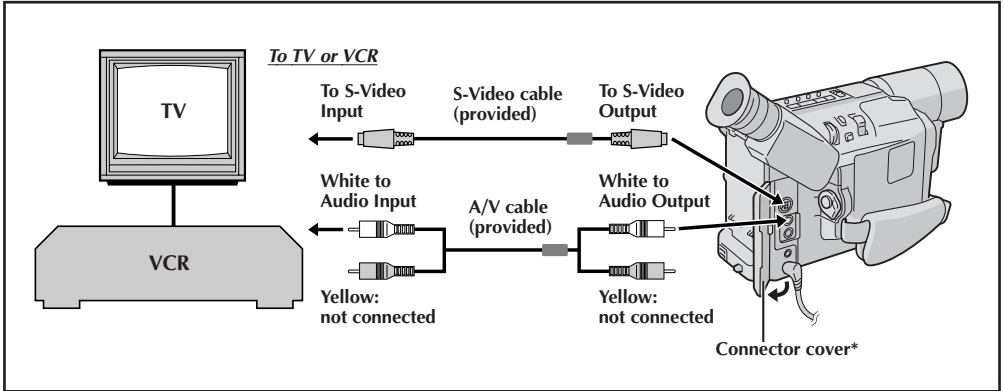 To TV or VCR
TV
To S-Video
Input
S-Video cable
(provided)
To S-Video
Output
White to
Audio Input
A/V cable
(provided)
White to
Audio Output
VCR
Yellow:
not connected
Yellow:
not connected
Connector cover*